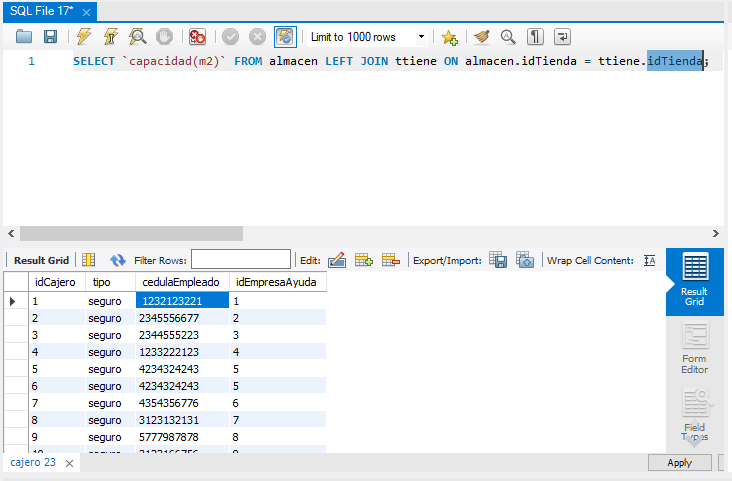 SQL File 17*
Limit to 1000 rows
1 SELECT `capacidad(m2)` FROM almacen LEFT JOIN ttiene ON almacen.idTienda = ttiene.idTienda;
Result Grid Filter Rows: Edit: Export/Import: Wrap Cell Content: IA
idCajero tipo cedulaEmpleado idEmpresaAyuda
1 seguro 1232123221 1
2 seguro 2345556677 2
3 seguro 2344555223 3
4 seguro 1233222123 4
5 seguro 4234324243 5
6 seguro 4234324243 5
7 seguro 4354356776 6
8 seguro 3123132131 7
9 seguro 5777987878 8
Result
Grid
Form
Editor
Field
Types
cajero 23
Apply